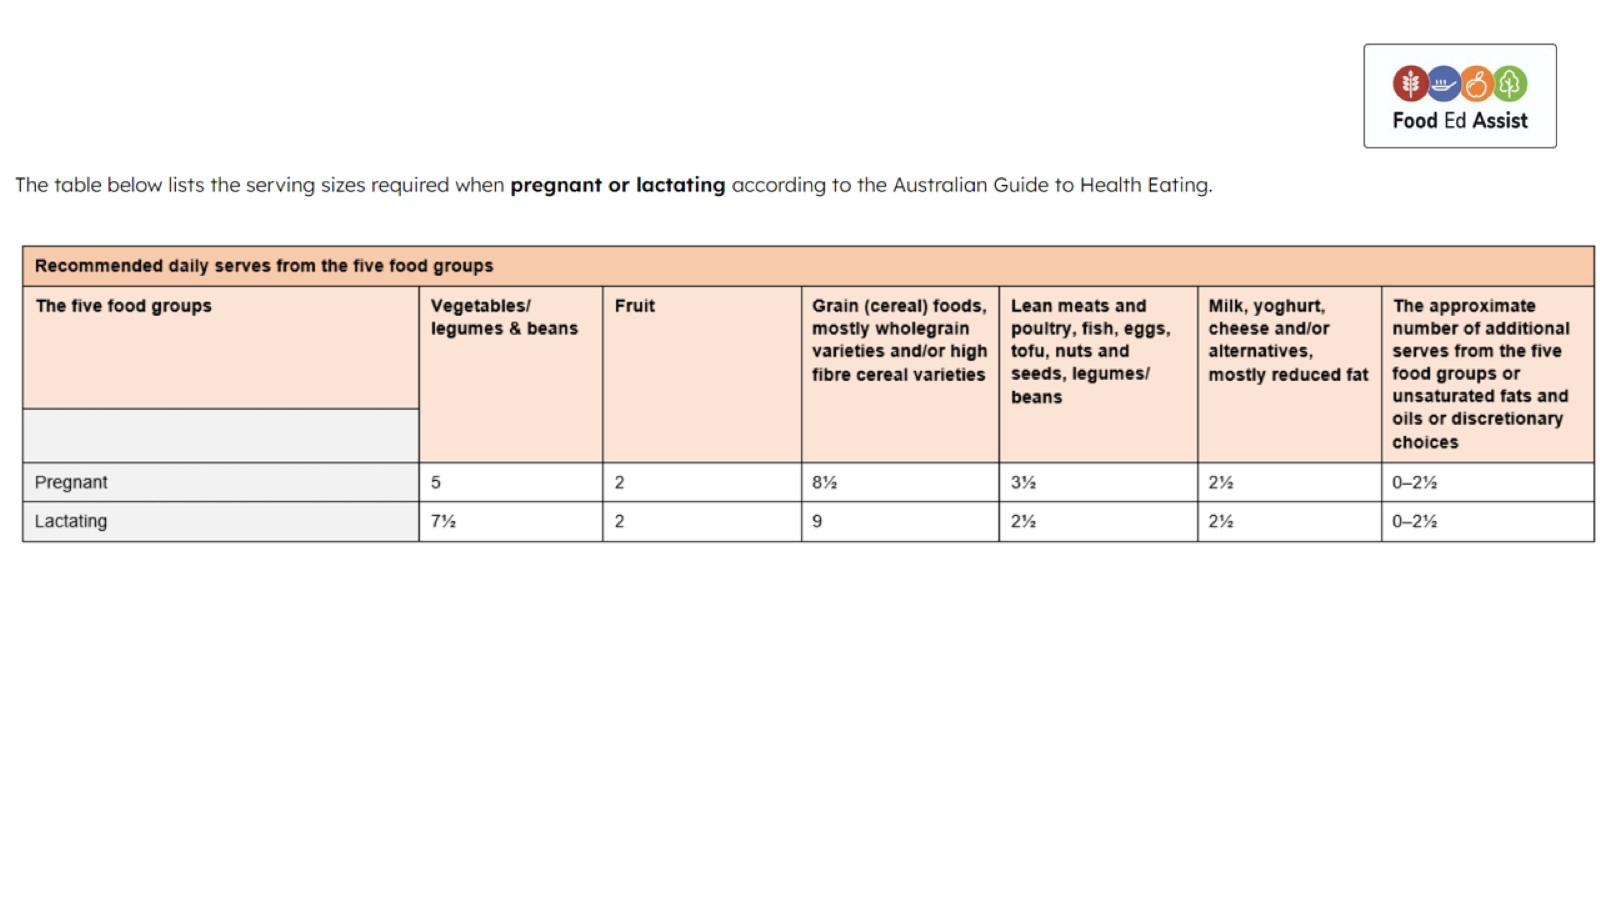 Food Ed Assist
The table below lists the serving sizes required when pregnant or lactating according to the Australian Guide to Health Eating.
Recommended daily serves from the five food groups
The five food groups
Vegetables/
legumes & beans
Fruit
Grain (cereal) foods,
mostly wholegrain
varieties and/or high
fibre cereal varieties
Lean meats and
poultry, fish, eggs,
tofu, nuts and
seeds, legumes/
beans
Milk, yoghurt,
cheese and/or
alternatives,
mostly reduced fat
The approximate
number of additional
serves from the five
food groups or
unsaturated fats and
oils or discretionary
choices
Pregnant 5 2 8½ 3½ 2½ 0–2½
Lactating 7½ 2 9 2½ 2½ 0–2½